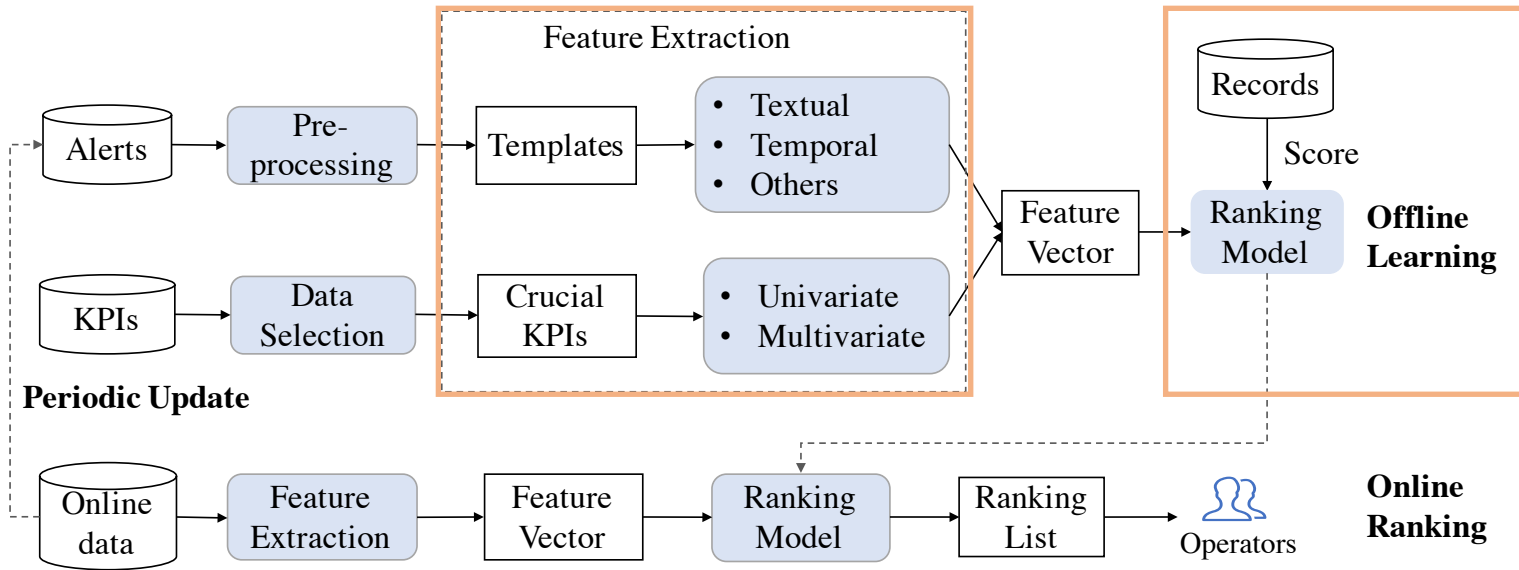 Feature Extraction
Records
Score
Alerts
Pre-
processing
Templates
• Textual
• Temporal
• Others
Feature
Vector
Ranking
Model
Offline
Learning
KPIs
Data
Selection
Crucial
KPIs
• Univariate
• Multivariate
Periodic Update
Online
data
Feature
Extraction
Feature
Vector
Ranking
Model
Ranking
List
Operators
Online
Ranking